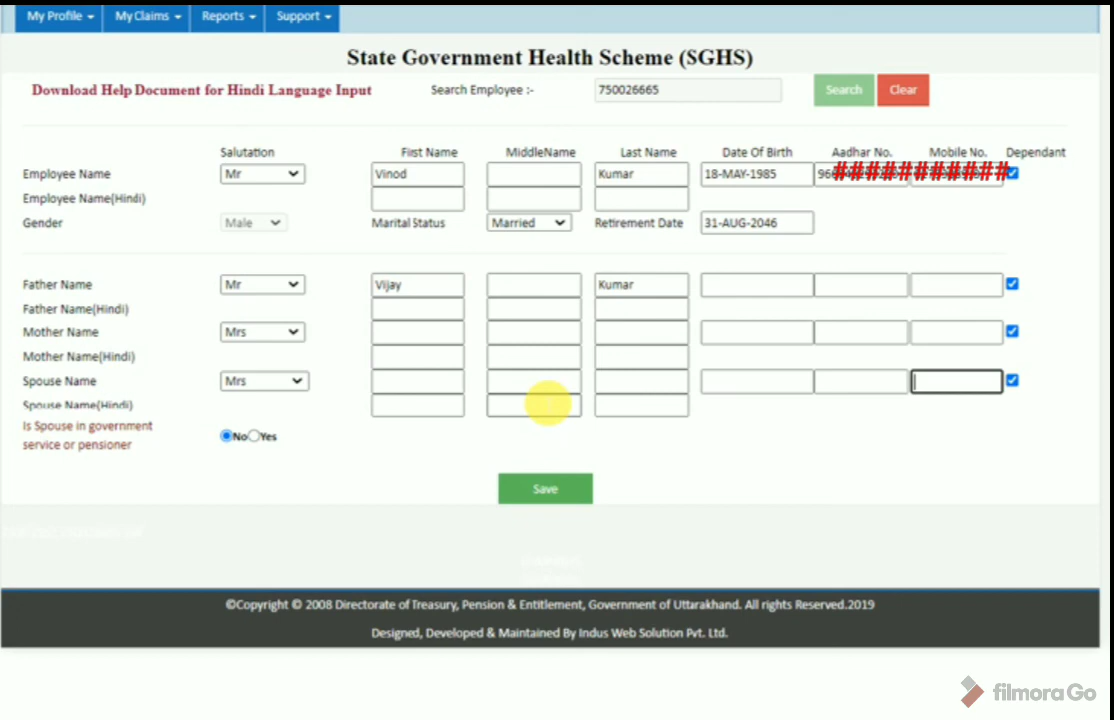 My Profile My Claims Reports Support
State Government Health Scheme (SGHS)
Download Help Document for Hindi Language Input Search Employee :- 750026665 Search Clear
Salutation First Name MiddleName Last Name Date Of Birth Aadhar No. Mobile No. Dependant
Employee Name Mr Vinod Kumar 18-MAY-1985 96 ###########
Employee Name(Hindi)
Gender Male Marital Status Married Retirement Date 31-AUG-2046
Father Name Mr Vijay Kumar
Father Name(Hindi)
Mother Name Mrs
Mother Name(Hindi)
Spouse Name Mrs
Spouse Name(Hindi)
Is Spouse in government
service or pensioner No Yes
Save
©Copyright © 2008 Directorate of Treasury, Pension & Entitlement, Government of Uttarakhand. All rights Reserved.2019
Designed, Developed & Maintained By Indus Web Solution Pvt. Ltd.
filmoraGo